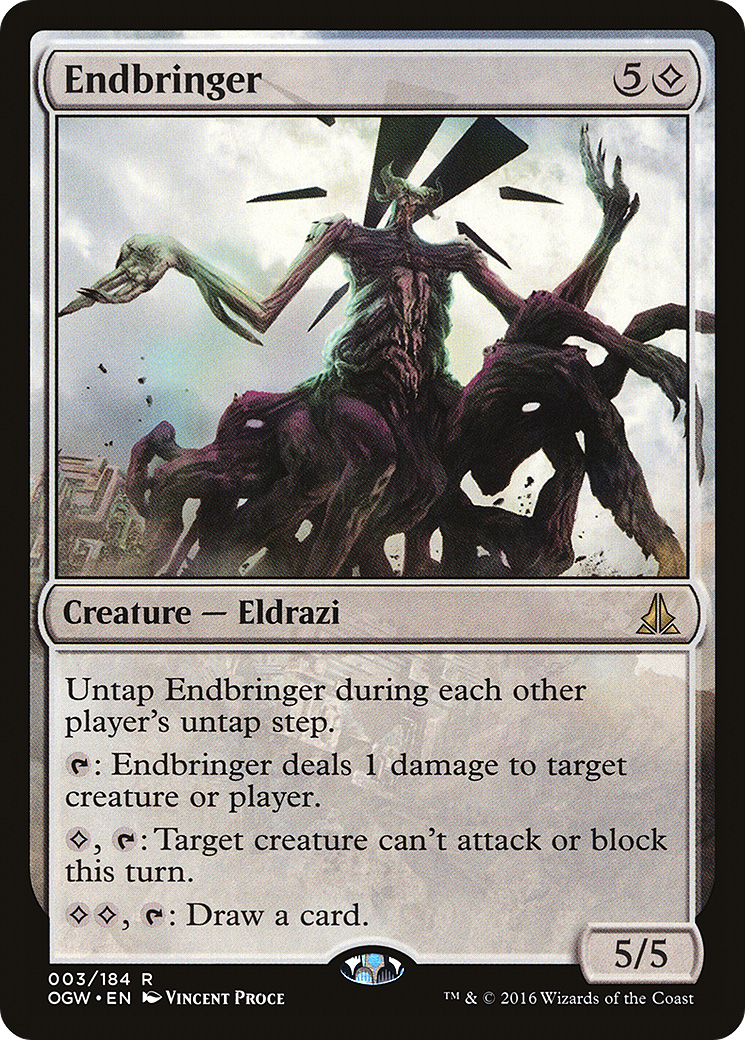 Endbringer 5
Creature — Eldrazi
Untap Endbringer during each other
player's untap step.
: Endbringer deals 1 damage to target
creature or player.
, : Target creature can't attack or block
this turn.
, : Draw a card.
5/5
003/184 R
OGW • EN Vincent Proce
™ & © 2016 Wizards of the Coast